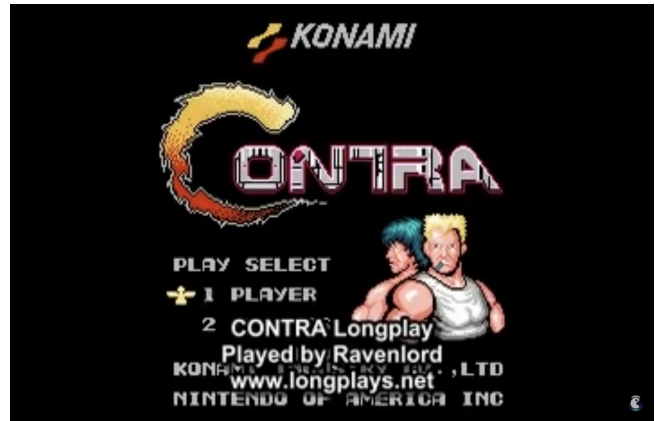 KONAMI
CONTRA
PLAY SELECT
1 PLAYER
2
CONTRA Longplay
Played by Ravenlord
www.longplays.net
,LTD
NINTENDO OF AMERICA INC